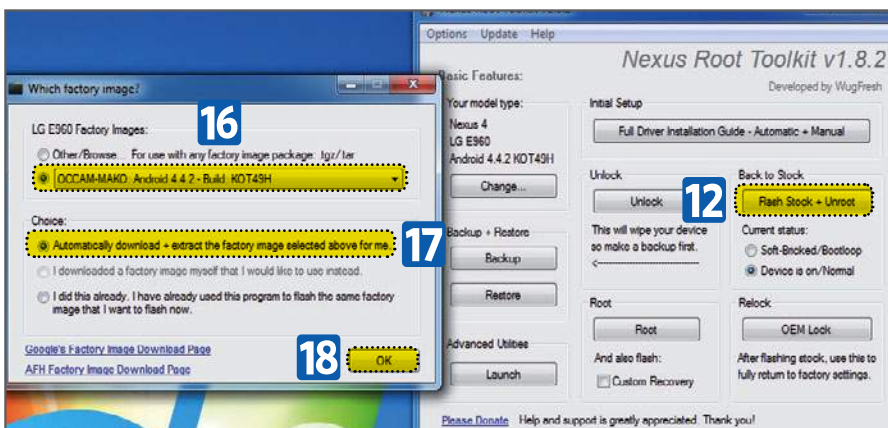 Options Update Help
Nexus Root Toolkit v1.8.2
Developed by WugFresh
Basic Features:
Your model type:
Nexus 4
LG E960
Android 4.4.2 KOT49H
Change...
Backup + Restore
Backup
Restore
Advanced Utilities
Launch
Initial Setup
Full Driver Installation Guide - Automatic + Manual
Unlock
Unlock
This will wipe your device
so make a backup first.
<--------------------
Root
Root
And also flash:
Custom Recovery
12
Back to Stock
Flash Stock + Unroot
Current status:
Soft-Bricked/Bootloop
Device is on/Normal
Relock
OEM Lock
After flashing stock, use this to
fully return to factory settings.
Please Donate Help and support is greatly appreciated. Thank you!
Which factory image?
16
LG E960 Factory Images:
Other/Browse... For use with any factory image package: .tgz/.tar
OCCAM-MAKO: Android 4.4.2 - Build: KOT49H
Choice:
Automatically download + extract the factory image selected above for me.
17
I downloaded a factory image myself that I would like to use instead.
I did this already. I have already used this program to flash the same factory
image that I want to flash now.
Google's Factory Image Download Page
AFH Factory Image Download Page
18
OK